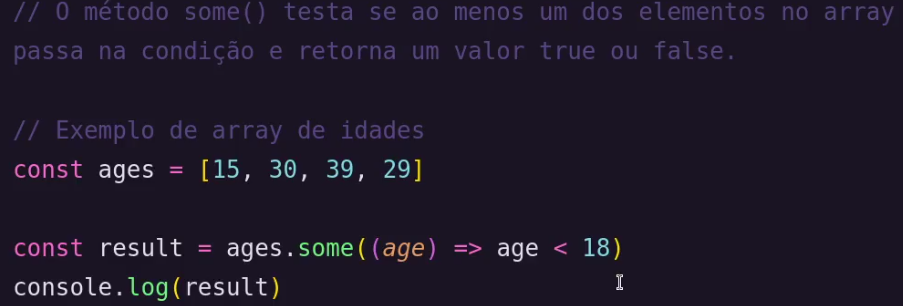 // O método some() testa se ao menos um dos elementos no array
passa na condição e retorna um valor true ou false.
// Exemplo de array de idades
const ages = [15, 30, 39, 29]
const result = ages.some((age) => age < 18)
console.log(result)